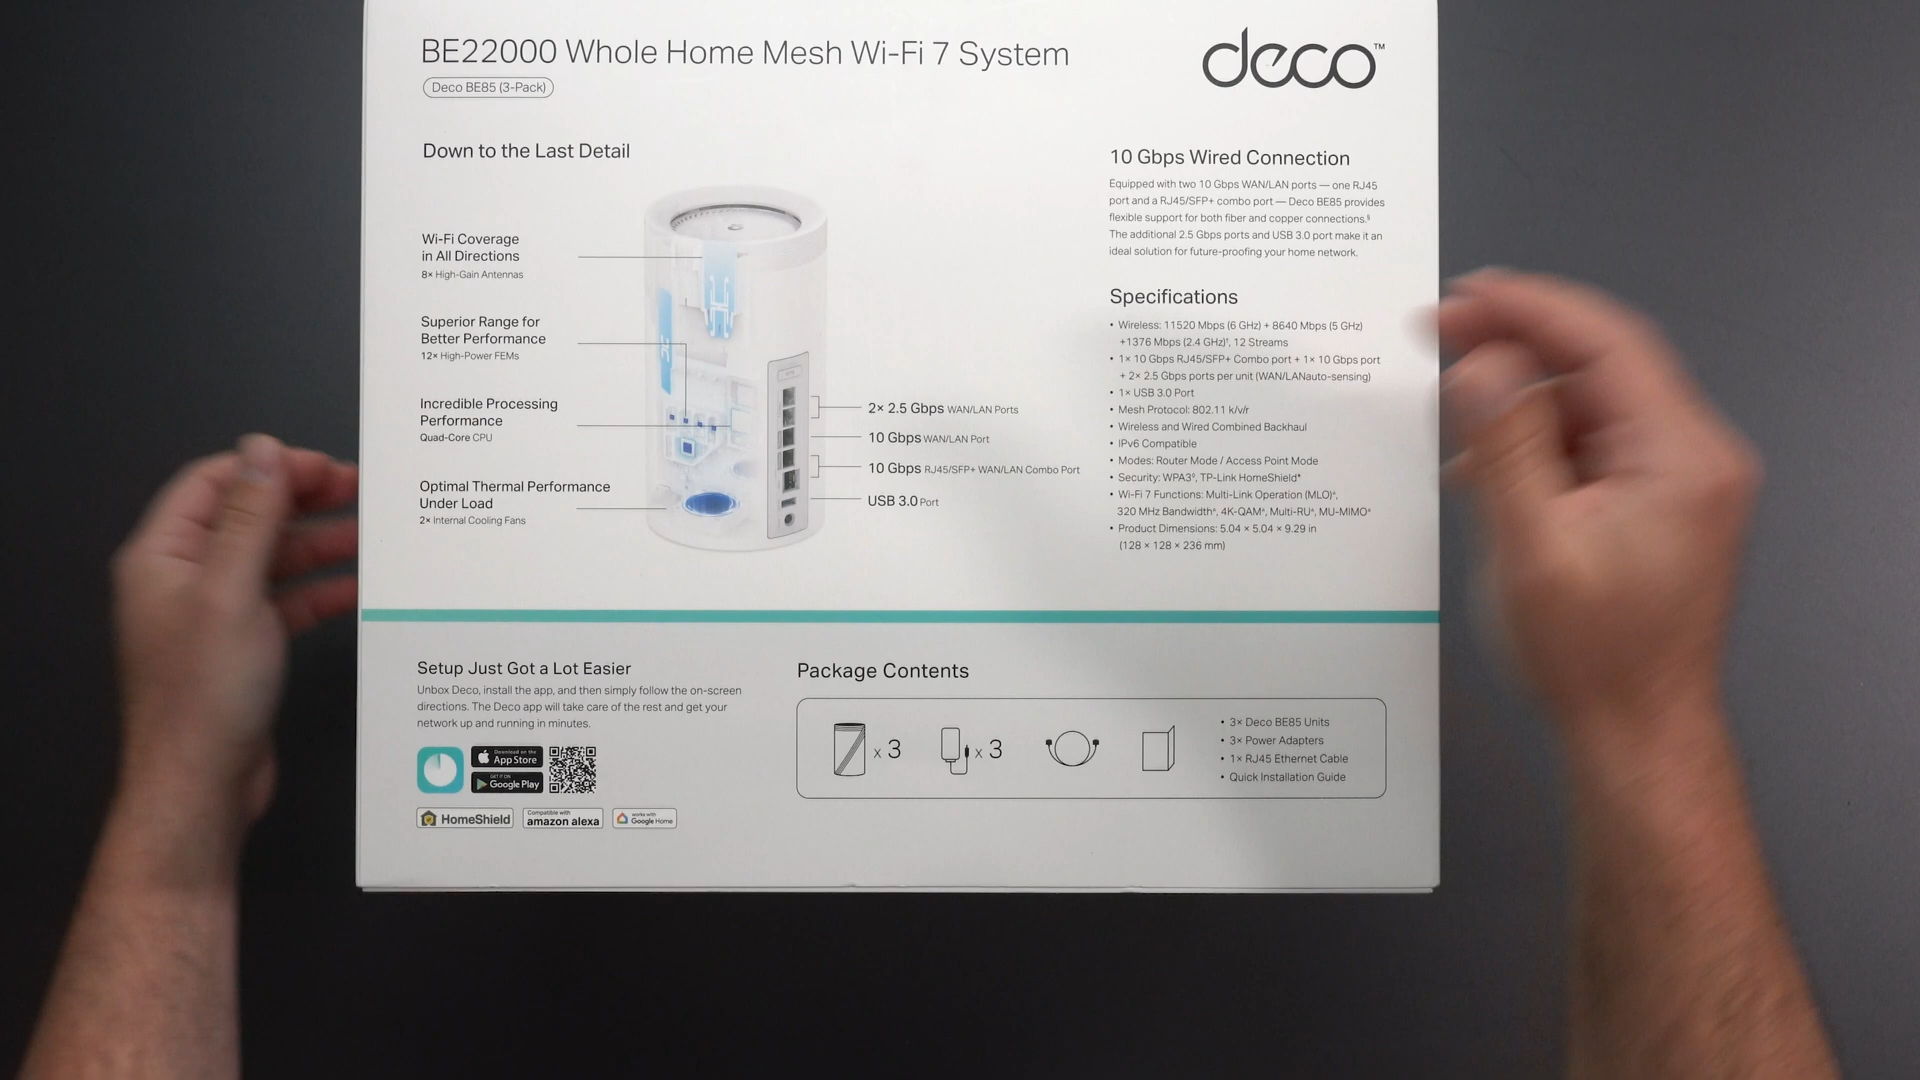 BE22000 Whole Home Mesh Wi-Fi 7 System
deco™
Deco BE85 (3-Pack)
Down to the Last Detail
Wi-Fi Coverage
in All Directions
8× High-Gain Antennas
Superior Range for
Better Performance
12× High-Power FEMs
Incredible Processing
Performance
Quad-Core CPU
Optimal Thermal Performance
Under Load
2× Internal Cooling Fans
2× 2.5 Gbps WAN/LAN Ports
10 Gbps WAN/LAN Port
10 Gbps RJ45/SFP+ WAN/LAN Combo Port
USB 3.0 Port
10 Gbps Wired Connection
Equipped with two 10 Gbps WAN/LAN ports — one RJ45
port and a RJ45/SFP+ combo port — Deco BE85 provides
flexible support for both fiber and copper connections.§
The additional 2.5 Gbps ports and USB 3.0 port make it an
ideal solution for future-proofing your home network.
Specifications
• Wireless: 11520 Mbps (6 GHz) + 8640 Mbps (5 GHz)
+1376 Mbps (2.4 GHz)†, 12 Streams
• 1× 10 Gbps RJ45/SFP+ Combo port + 1× 10 Gbps port
+ 2× 2.5 Gbps ports per unit (WAN/LANauto-sensing)
• 1× USB 3.0 Port
• Mesh Protocol: 802.11 k/v/r
• Wireless and Wired Combined Backhaul
• IPv6 Compatible
• Modes: Router Mode / Access Point Mode
• Security: WPA3, TP-Link HomeShield
• Wi-Fi 7 Functions: Multi-Link Operation (MLO),
320 MHz Bandwidth, 4K-QAM, Multi-RU, MU-MIMO
• Product Dimensions: 5.04 × 5.04 × 9.29 in
(128 × 128 × 236 mm)
Setup Just Got a Lot Easier
Unbox Deco, install the app, and then simply follow the on-screen
directions. The Deco app will take care of the rest and get your
network up and running in minutes.
Download on the
App Store
GET IT ON
Google Play
HomeShield
Compatible with
amazon alexa
works with
Google Home
Package Contents
x 3
x 3
• 3× Deco BE85 Units
• 3× Power Adapters
• 1× RJ45 Ethernet Cable
• Quick Installation Guide